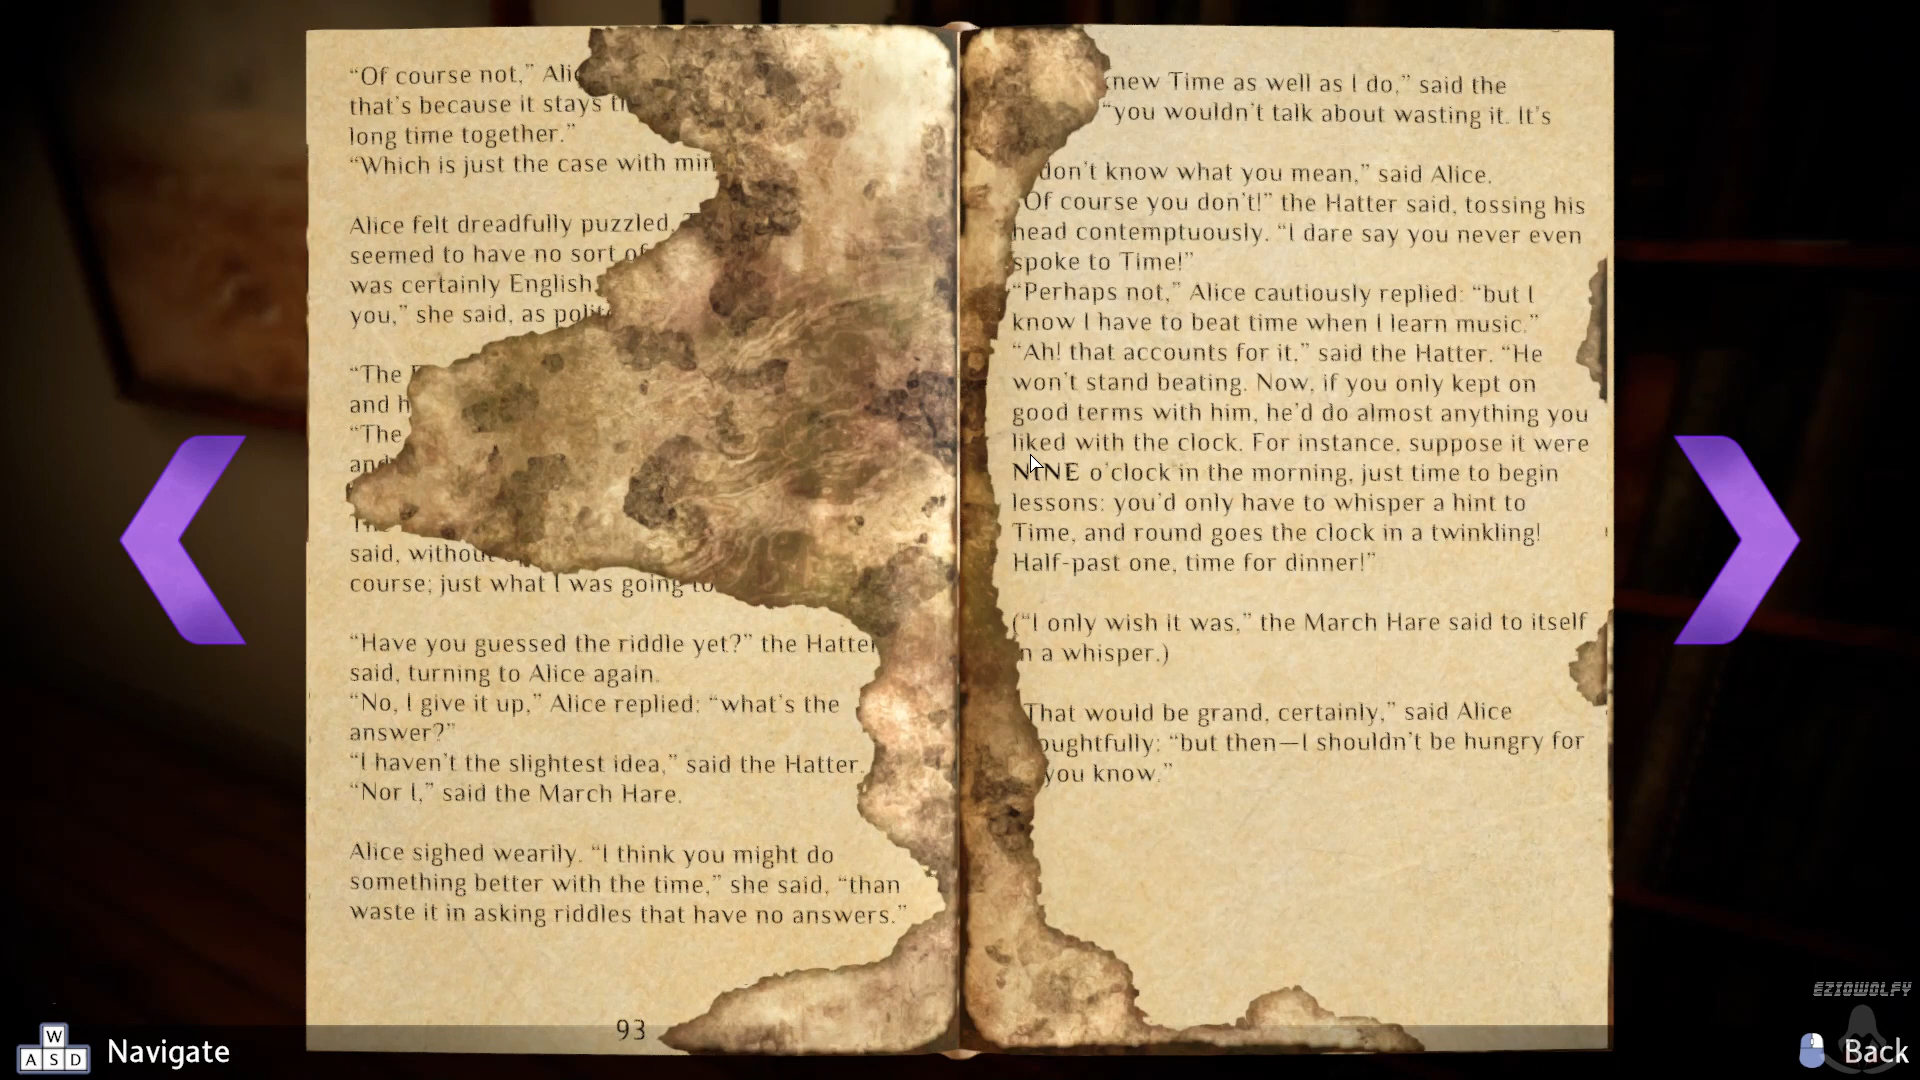 “Of course not,”
that’s because it stays
long time together.”
“Which is just the case with
Alice felt dreadfully puzzled.
seemed to have no sort of
was certainly English,
you,” she said, as
“The
and
“The
and
said, without
course; just what I was going to
“Have you guessed the riddle yet?” the Hatter
said, turning to Alice again.
“No, I give it up,” Alice replied: “what’s the
answer?”
“I haven’t the slightest idea,” said the Hatter.
“Nor I,” said the March Hare.
Alice sighed wearily. “I think you might do
something better with the time,” she said, “than
waste it in asking riddles that have no answers.”
93
Time as well as I do,” said the
“you wouldn’t talk about wasting it. It’s
don’t know what you mean,” said Alice.
Of course you don’t!” the Hatter said, tossing his
head contemptuously. “I dare say you never even
spoke to Time!”
“Perhaps not,” Alice cautiously replied: “but I
know I have to beat time when I learn music.”
“Ah! that accounts for it,” said the Hatter. “He
won’t stand beating. Now, if you only kept on
good terms with him, he’d do almost anything you
liked with the clock. For instance, suppose it were
NINE o’clock in the morning, just time to begin
lessons: you’d only have to whisper a hint to
Time, and round goes the clock in a twinkling!
Half-past one, time for dinner!”
(“I only wish it was,” the March Hare said to itself
a whisper.)
That would be grand, certainly,” said Alice
“but then—I shouldn’t be hungry for
you know.”
EZIOWOLFY
W
A S D Navigate
Back